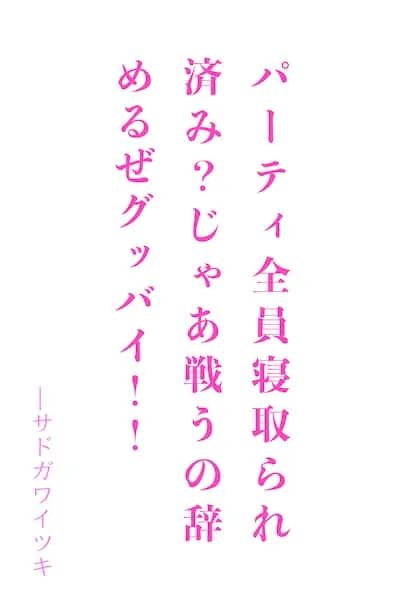 パーティ全員寝取られ
済み？じゃあ戦うの辞
めるぜグッバイ！！
―サドガワイツキ